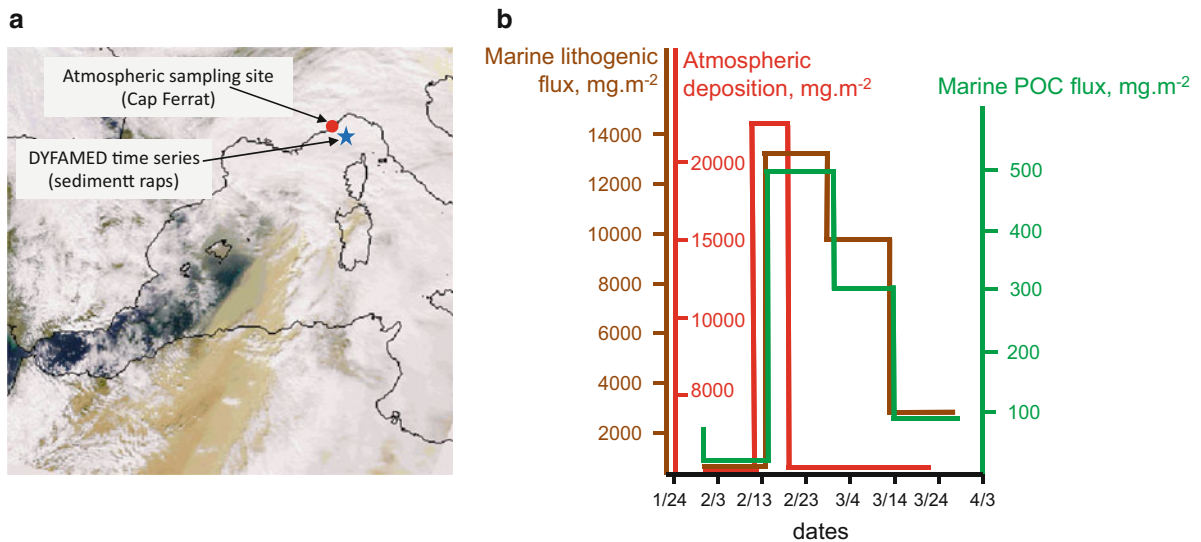 a
Atmospheric sampling site
(Cap Ferrat)
DYFAMED time series
(sedimentt raps)
b
Marine lithogenic
flux, mg.m-2
Atmospheric
deposition, mg.m-2
Marine POC flux, mg.m-2
14000
12000
10000
8000
6000
4000
2000
20000
15000
10000
8000
500
400
300
200
100
1/24 2/3 2/13 2/23 3/4 3/14 3/24 4/3
dates